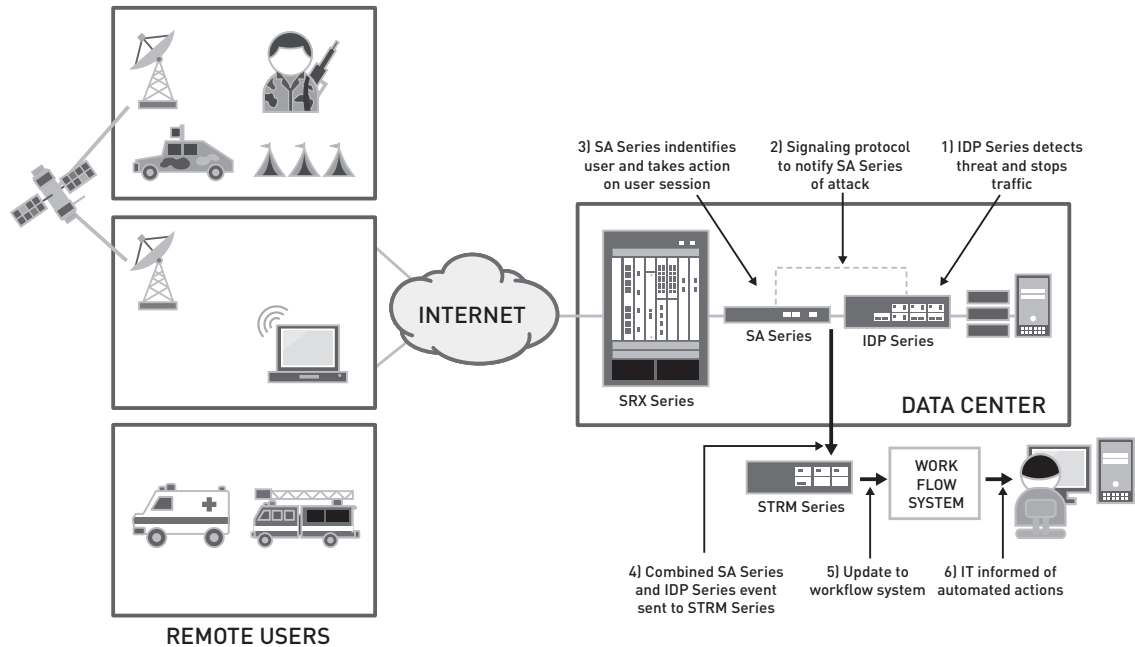 3) SA Series indentifies
user and takes action
on user session
2) Signaling protocol
to notify SA Series
of attack
1) IDP Series detects
threat and stops
traffic
INTERNET
SA Series
IDP Series
SRX Series
DATA CENTER
STRM Series
WORK
FLOW
SYSTEM
4) Combined SA Series
and IDP Series event
sent to STRM Series
5) Update to
workflow system
6) IT informed of
automated actions
REMOTE USERS